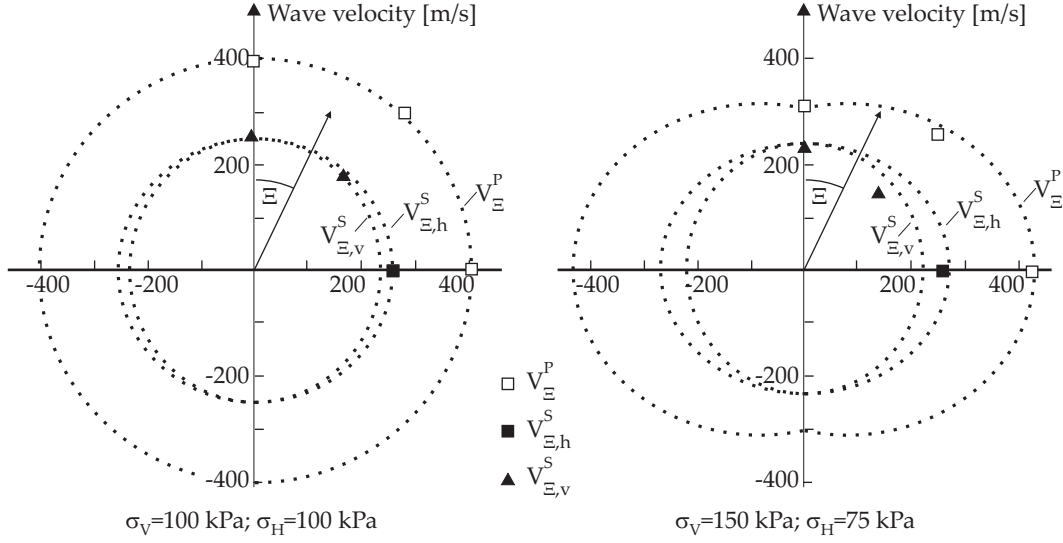 Wave velocity [m/s]
400
200
-200
-400
-400
-200
200
400
Ξ
V^S_Ξ,v
V^S_Ξ,h
V^P_Ξ
σ_V=100 kPa; σ_H=100 kPa
V^P_Ξ
V^S_Ξ,h
V^S_Ξ,v
Wave velocity [m/s]
400
200
-200
-400
-400
-200
200
400
Ξ
V^S_Ξ,v
V^S_Ξ,h
V^P_Ξ
σ_V=150 kPa; σ_H=75 kPa